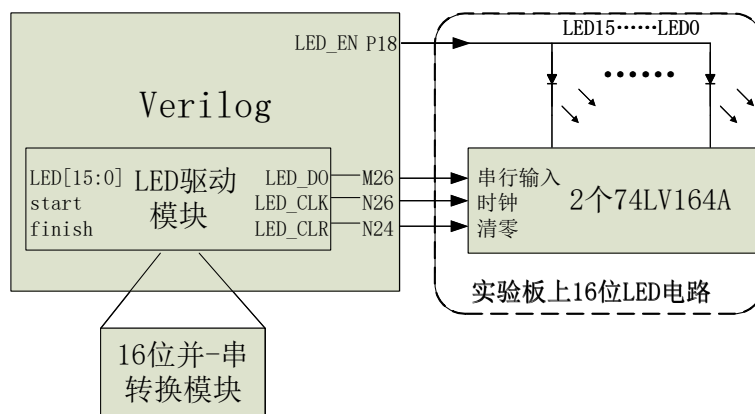 LED_EN P18
LED15……LED0
Verilog
LED[15:0] LED驱动模块 LED_DO M26
start LED_CLK N26
finish LED_CLR N24
串行输入
时钟
清零
2个74LV164A
实验板上16位LED电路
16位并-串
转换模块